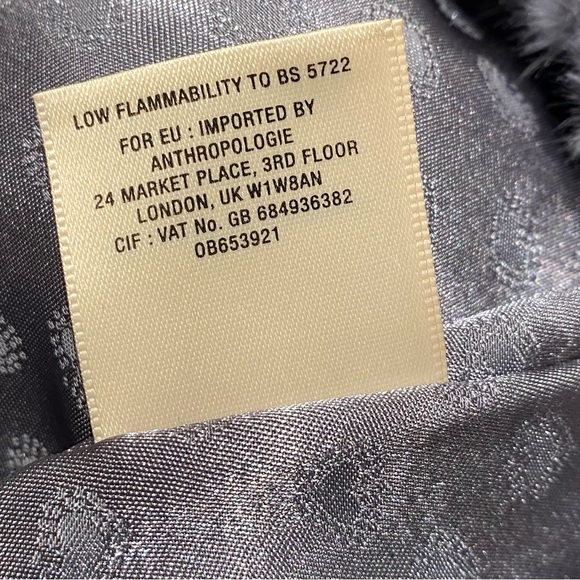 LOW FLAMMABILITY TO BS 5722
FOR EU : IMPORTED BY
ANTHROPOLOGIE
24 MARKET PLACE, 3RD FLOOR
LONDON, UK W1W8AN
CIF : VAT No. GB 684936382
OB653921